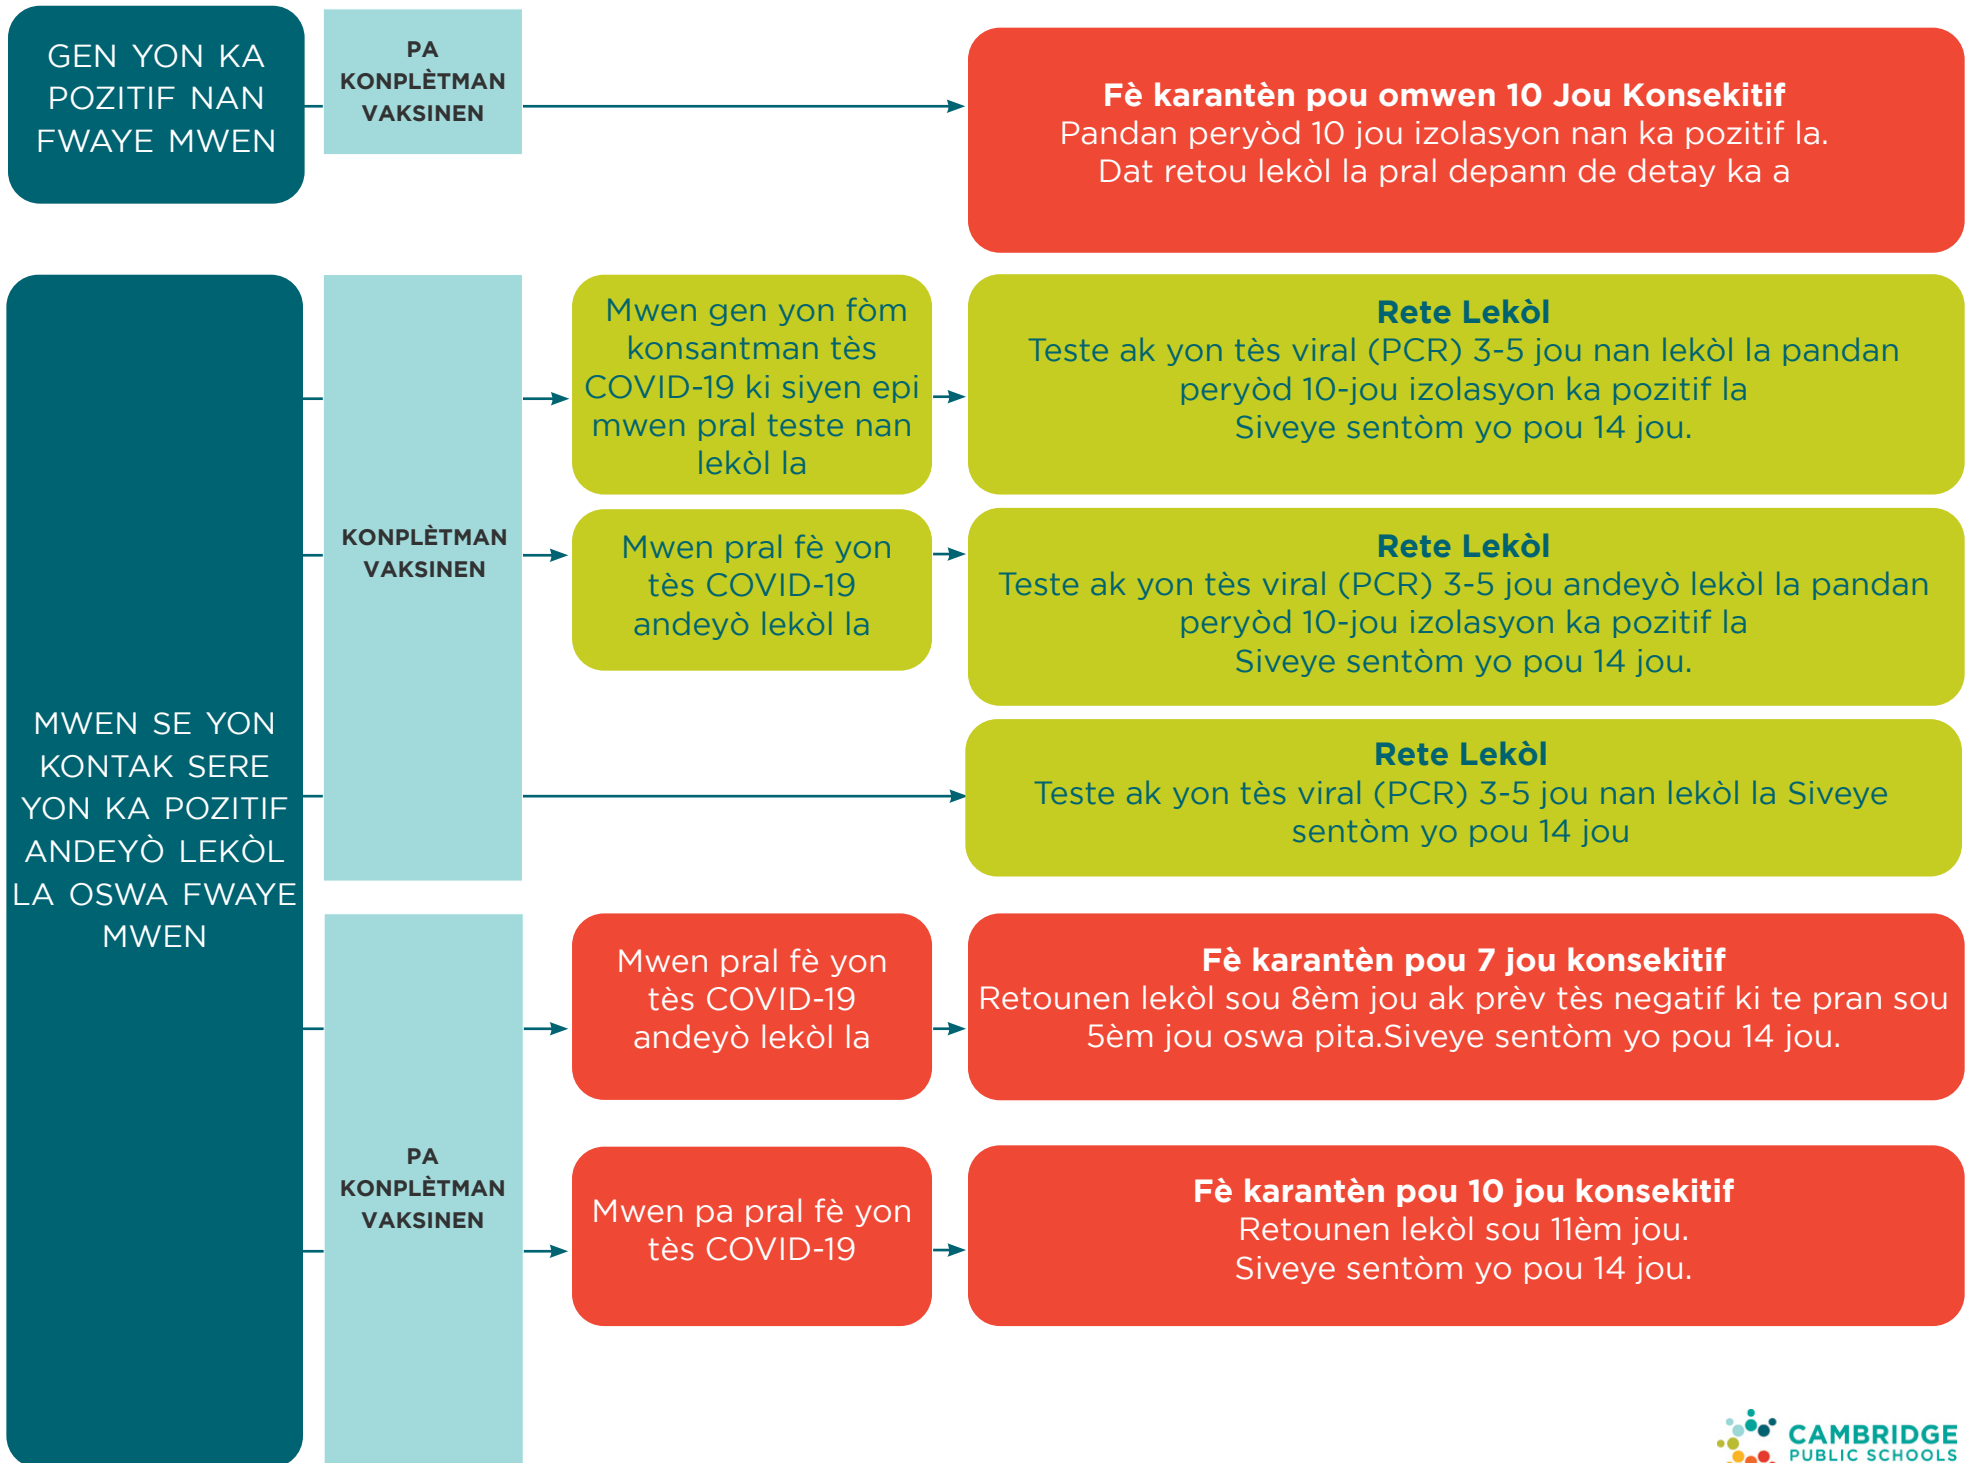 GEN YON KA
POZITIF NAN
FWAYE MWEN
PA
KONPLÈTMAN
VAKSINEN
Fè karantèn pou omwen 10 Jou Konsekitif
Pandan peryòd 10 jou izolasyon nan ka pozitif la.
Dat retou lekòl la pral depann de detay ka a
MWEN SE YON
KONTAK SERE
YON KA POZITIF
ANDEYÒ LEKÒL
LA OSWA FWAYE
MWEN
KONPLÈTMAN
VAKSINEN
Mwen gen yon fòm
konsantman tès
COVID-19 ki siyen epi
mwen pral teste nan
lekòl la
Rete Lekòl
Teste ak yon tès viral (PCR) 3-5 jou nan lekòl la pandan
peryòd 10-jou izolasyon ka pozitif la
Siveye sentòm yo pou 14 jou.
Mwen pral fè yon
tès COVID-19
andeyò lekòl la
Rete Lekòl
Teste ak yon tès viral (PCR) 3-5 jou andeyò lekòl la pandan
peryòd 10-jou izolasyon ka pozitif la
Siveye sentòm yo pou 14 jou.
Rete Lekòl
Teste ak yon tès viral (PCR) 3-5 jou nan lekòl la Siveye
sentòm yo pou 14 jou
PA
KONPLÈTMAN
VAKSINEN
Mwen pral fè yon
tès COVID-19
andeyò lekòl la
Fè karantèn pou 7 jou konsekitif
Retounen lekòl sou 8èm jou ak prèv tès negatif ki te pran sou
5èm jou oswa pita.Siveye sentòm yo pou 14 jou.
Mwen pa pral fè yon
tès COVID-19
Fè karantèn pou 10 jou konsekitif
Retounen lekòl sou 11èm jou.
Siveye sentòm yo pou 14 jou.
CAMBRIDGE
PUBLIC SCHOOLS